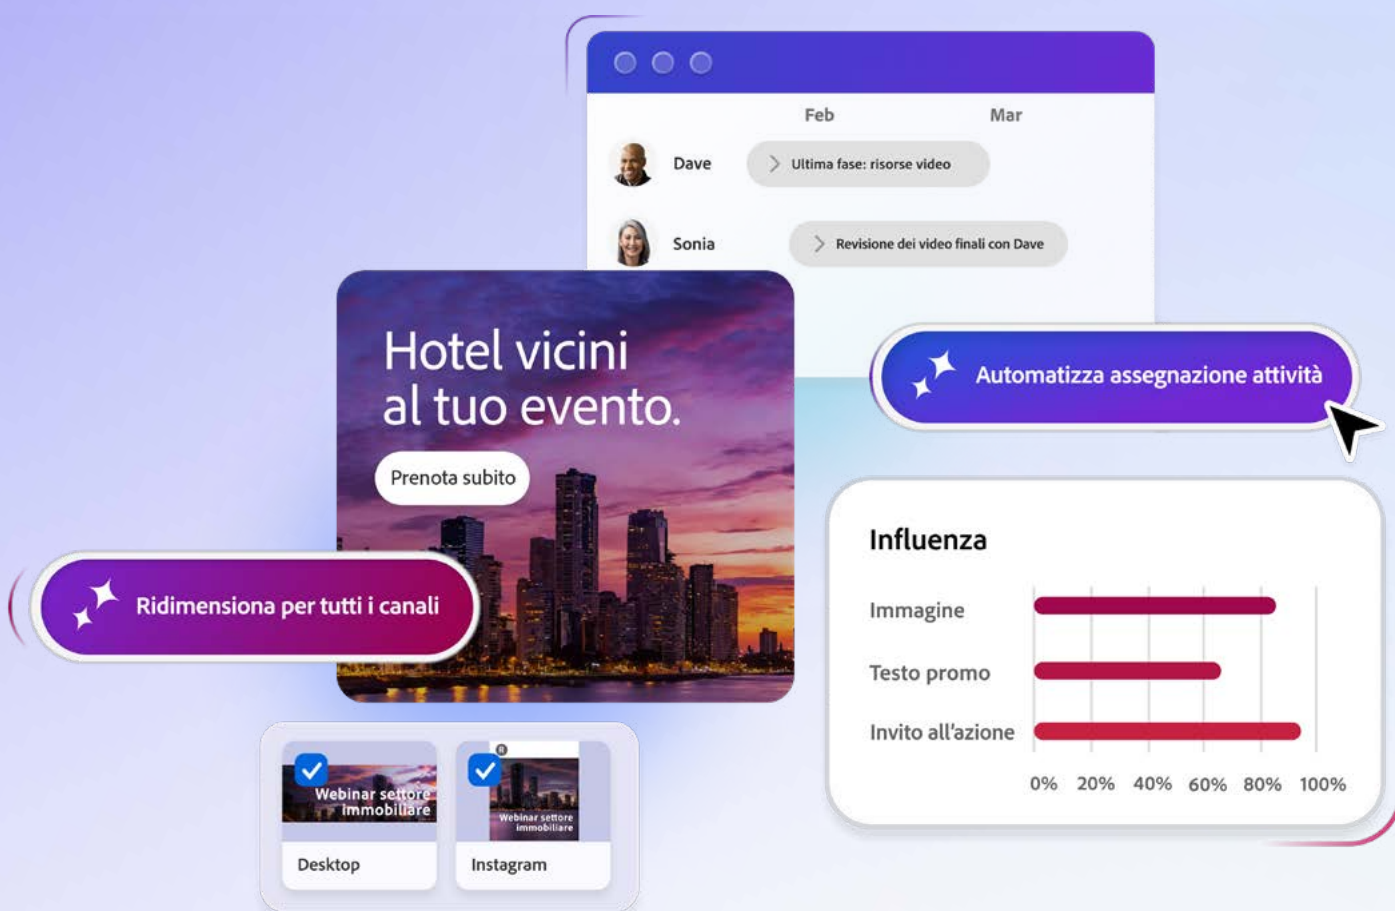 Feb
Mar
Dave
Ultima fase: risorse video
Sonia
Revisione dei video finali con Dave
Hotel vicini
al tuo evento.
Prenota subito
Automatizza assegnazione attività
Ridimensiona per tutti i canali
Influenza
Immagine
Testo promo
Invito all'azione
0% 20% 40% 60% 80% 100%
Webinar settore
immobiliare
Desktop
R
Webinar settore
immobiliare
Instagram